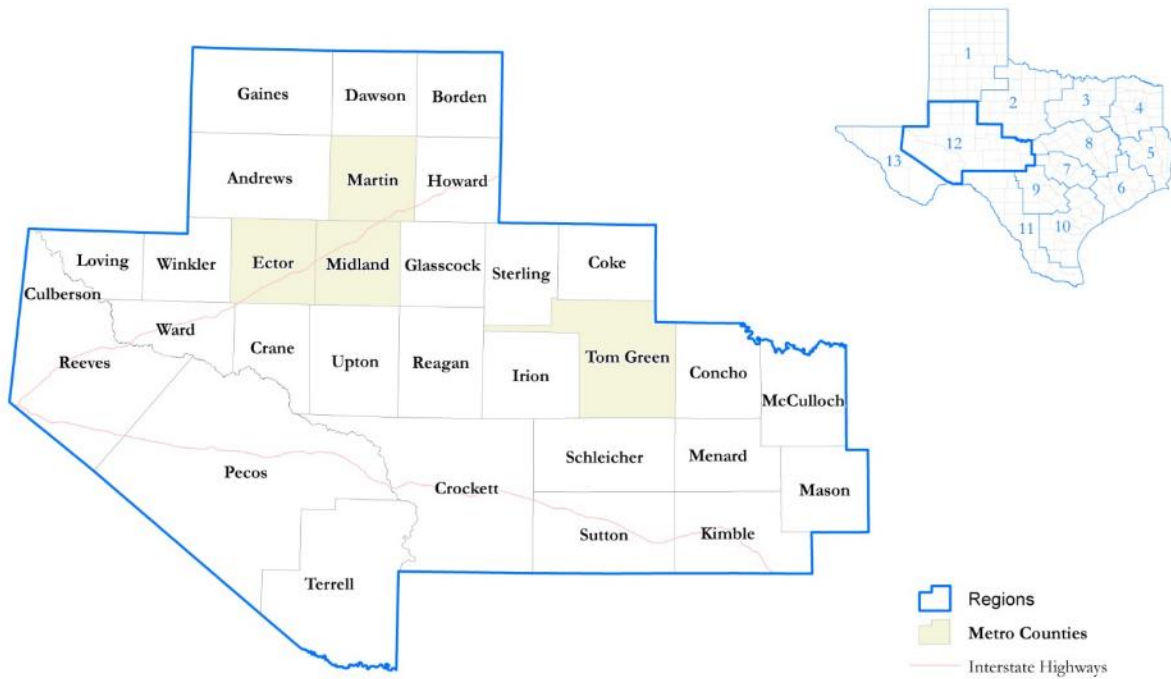 Gaines
Dawson
Borden
Andrews
Martin
Howard
Loving
Winkler
Ector
Midland
Glasscock
Sterling
Coke
Culberson
Ward
Reeves
Crane
Upton
Reagan
Irion
Tom Green
Concho
McCulloch
Pecos
Crockett
Schleicher
Menard
Mason
Sutton
Kimble
Terrell
1
2
3
4
12
8
5
13
7
9
6
11
10
Regions
Metro Counties
Interstate Highways